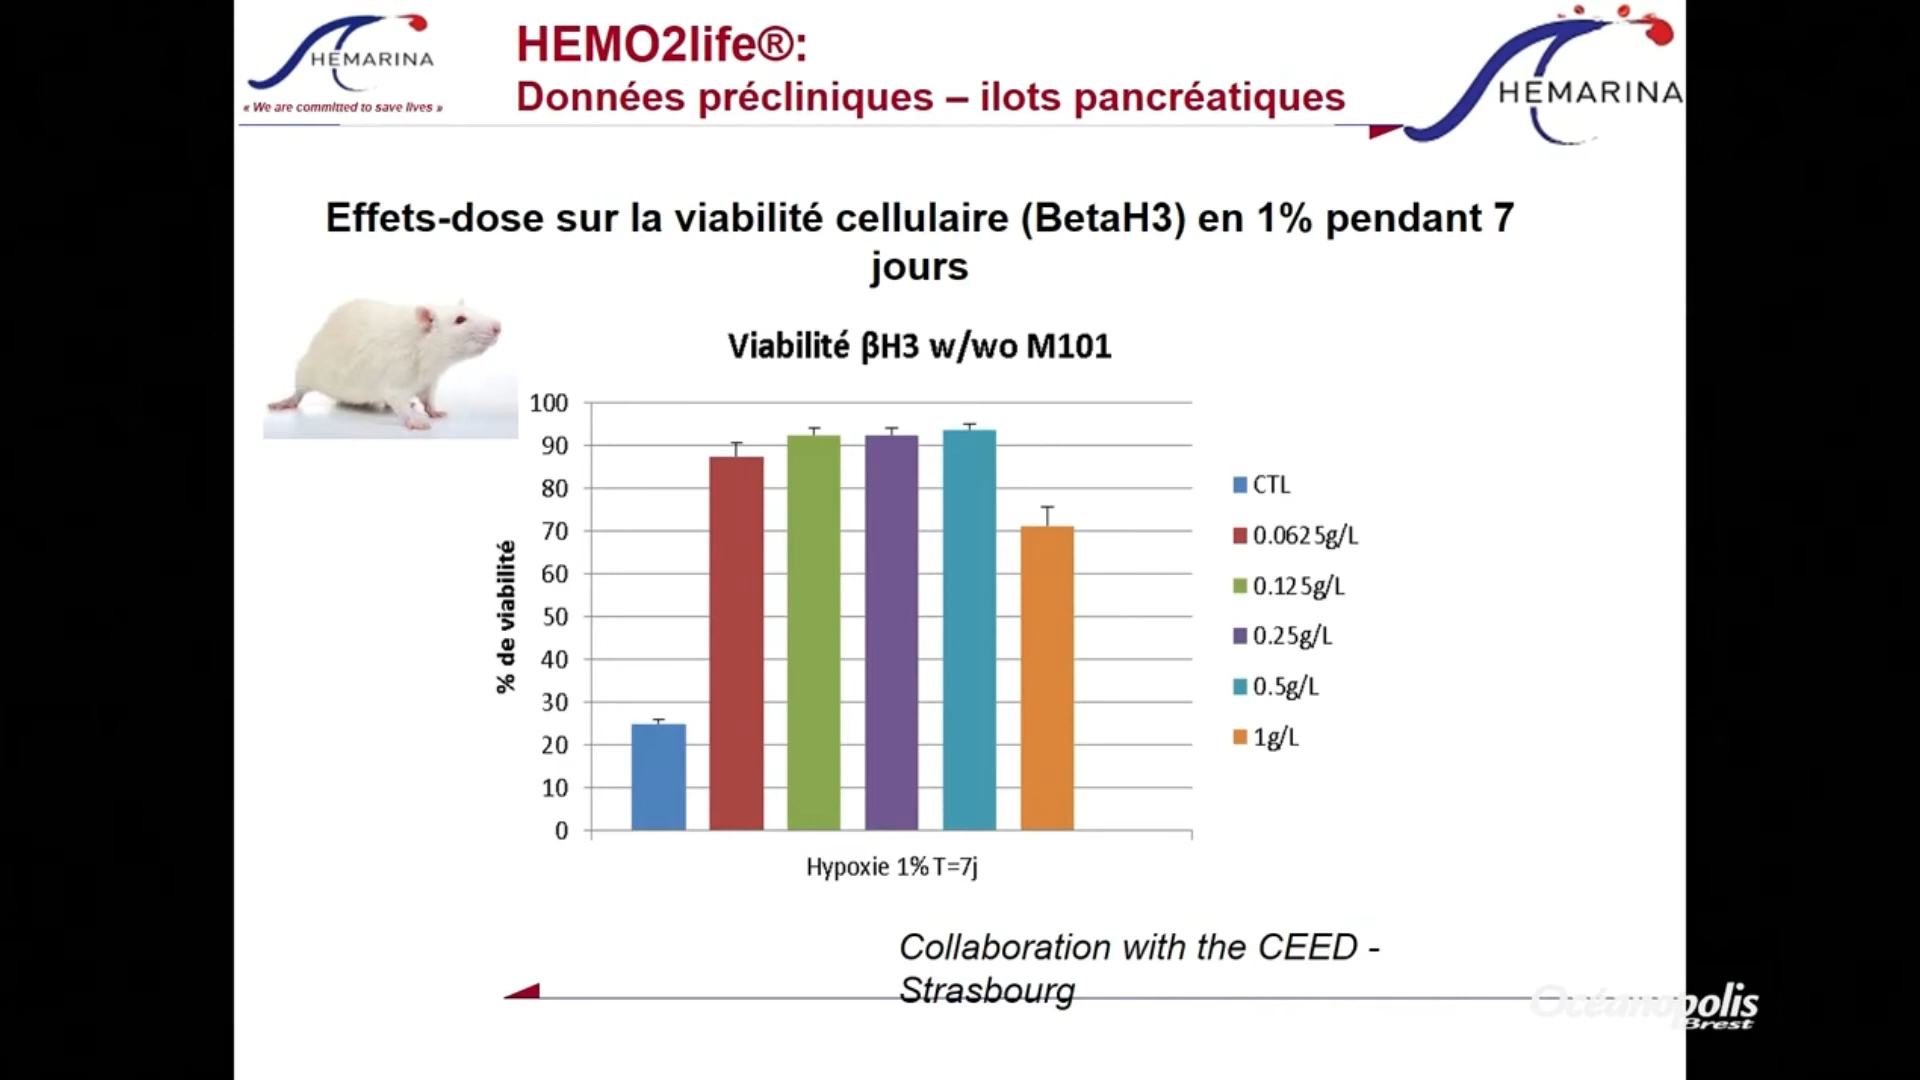 HEMARINA
« We are committed to save lives »
HEMO2life®:
Données précliniques – ilots pancréatiques
HEMARINA
Effets-dose sur la viabilité cellulaire (BetaH3) en 1% pendant 7
jours
Viabilité βH3 w/wo M101
% de viabilité
100
90
80
70
60
50
40
30
20
10
0
Hypoxie 1% T=7j
CTL
0.0625g/L
0.125g/L
0.25g/L
0.5g/L
1g/L
Collaboration with the CEED -
Strasbourg
Océanopolis
Brest